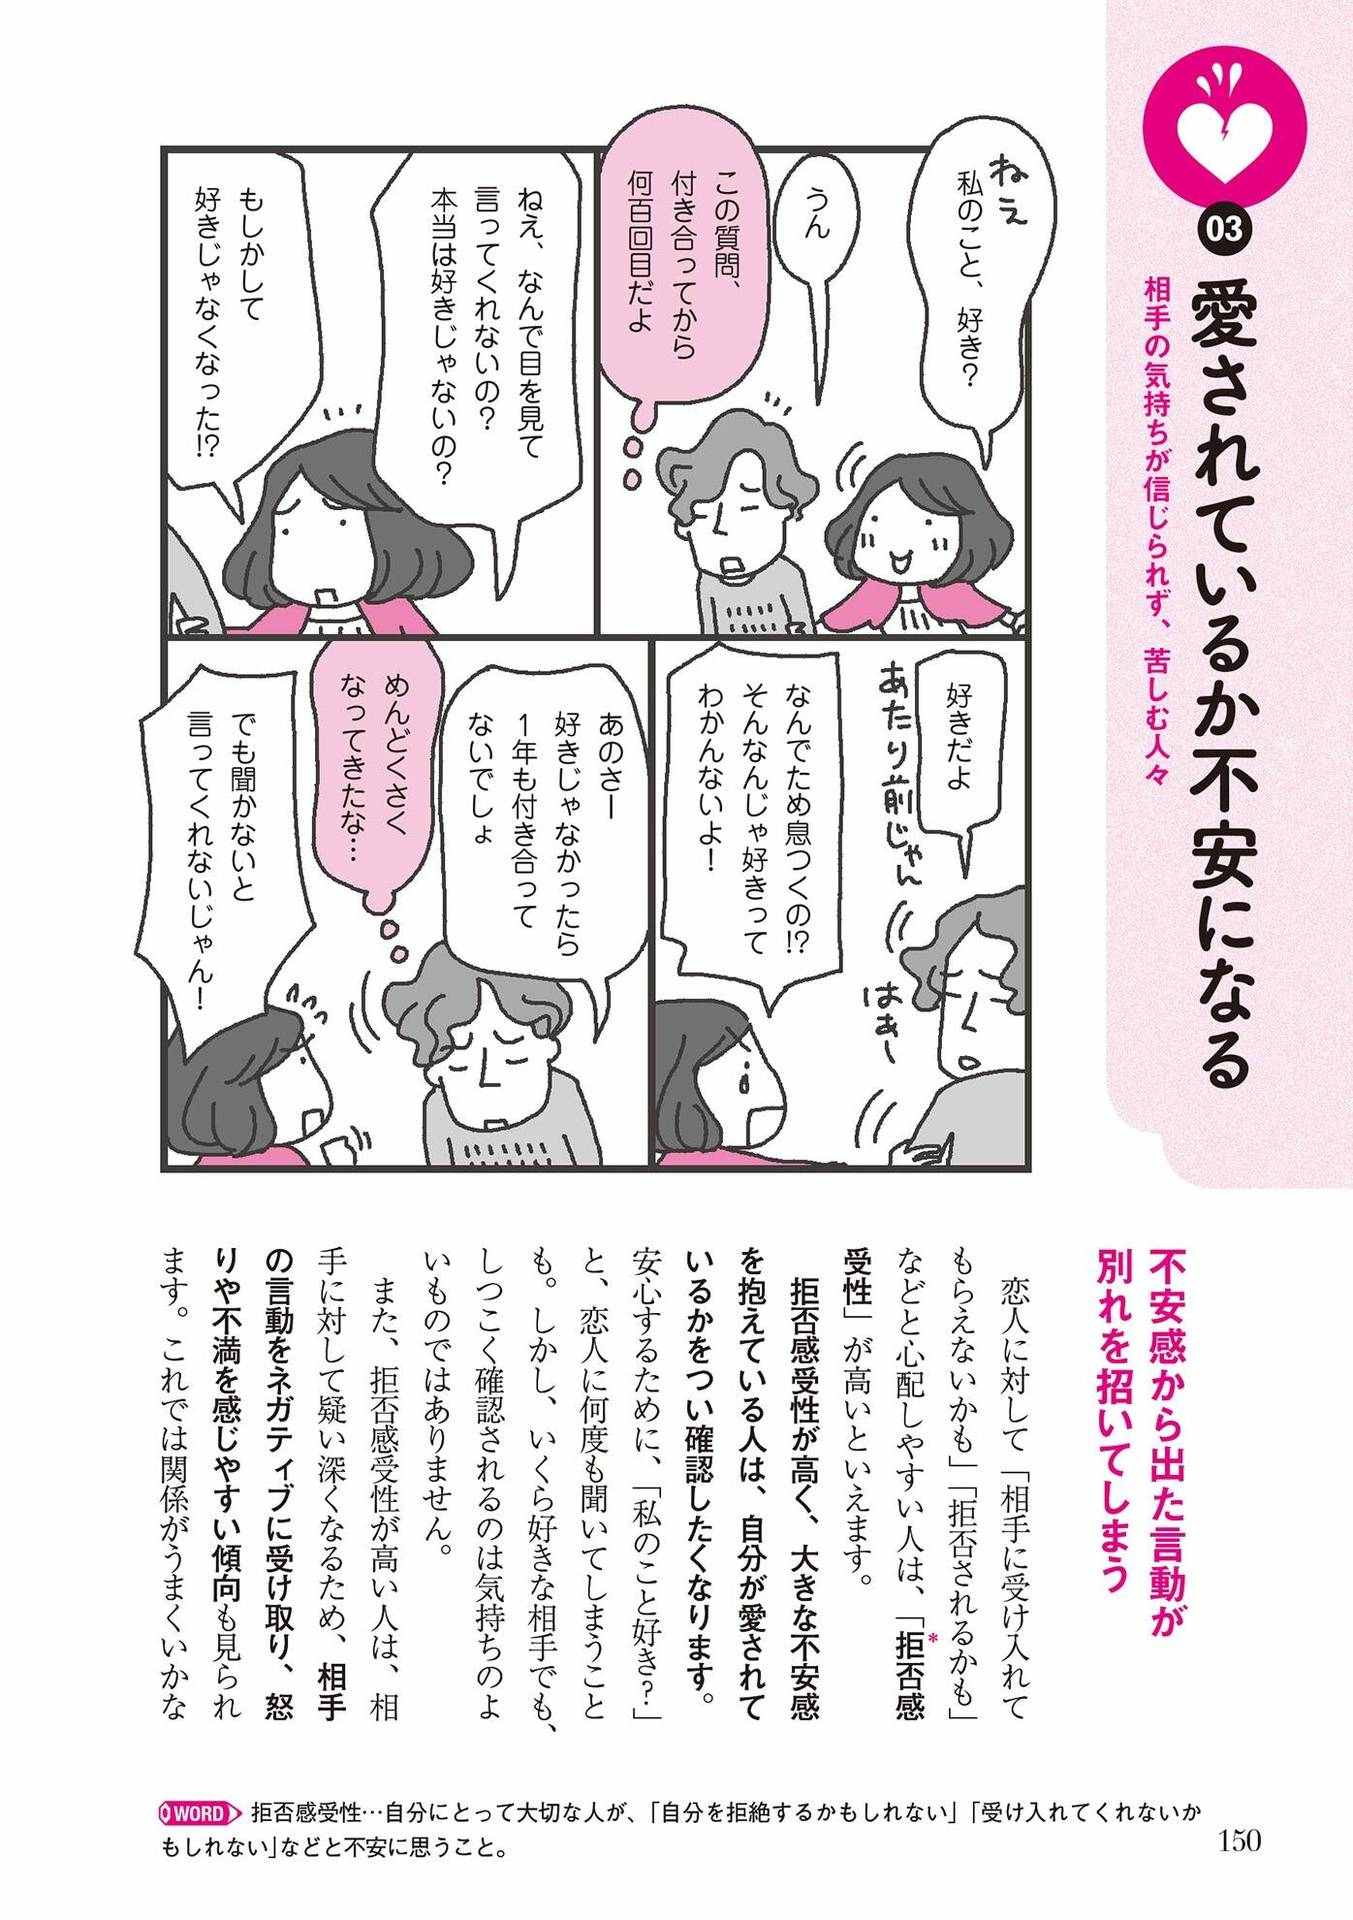 03
愛されているか不安になる
相手の気持ちが信じられず、苦しむ人々
ねえ
私のこと、好き?
うん
この質問、
付き合ってから
何百回目だよ
ねえ、なんで目を見て
言ってくれないの?
本当は好きじゃないの?
もしかして
好きじゃなくなった!?
好きだよ
あたり前じゃん
はぁ~
なんでため息つくの!?
そんなんじゃ好きって
わかんないよ!
あのさー
好きじゃなかったら
1年も付き合って
ないでしょ
めんどくさく
なってきたな…
でも聞かないと
言ってくれないじゃん!
不安感から出た言動が
別れを招いてしまう
恋人に対して「相手に受け入れて
もらえないかも」「拒否されるかも」
などと心配しやすい人は、「拒否感*
受性」が高いといえます。
拒否感受性が高く、大きな不安感
を抱えている人は、自分が愛されて
いるかをつい確認したくなります。
安心するために、「私のこと好き?」
と、恋人に何度も聞いてしまうこと
も。しかし、いくら好きな相手でも、
しつこく確認されるのは気持ちのよ
いものではありません。
また、拒否感受性が高い人は、相
手に対して疑い深くなるため、相手
の言動をネガティブに受け取り、怒
りや不満を感じやすい傾向も見られ
ます。これでは関係がうまくいかな
WORD 拒否感受性…自分にとって大切な人が、「自分を拒絶するかもしれない」「受け入れてくれないか
もしれない」などと不安に思うこと。
150